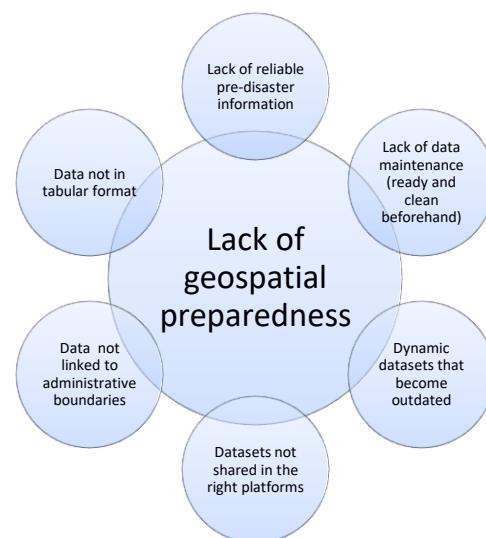 Lack of reliable
pre-disaster
information
Lack of data
maintenance
(ready and
clean
beforehand)
Data not in
tabular format
Lack of
geospatial
preparedness
Data not
linked to
administrative
boundaries
Dynamic
datasets that
become
outdated
Datasets not
shared in the
right platforms